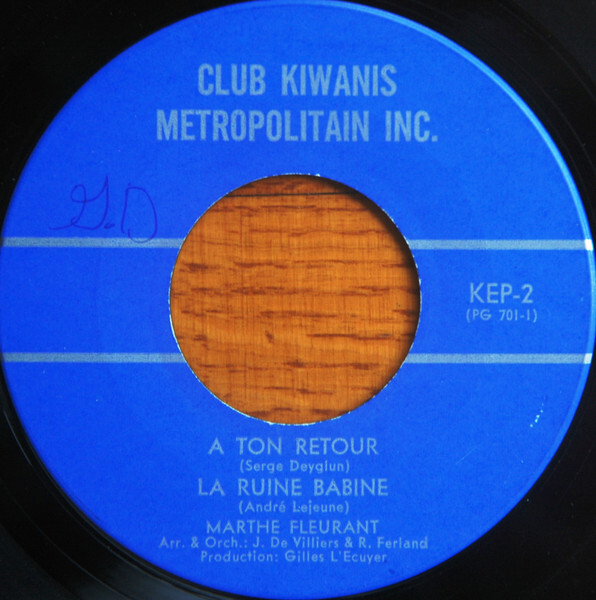 CLUB KIWANIS
METROPOLITAIN INC.
G.D
KEP-2
(PG 701-1)
A TON RETOUR
(Serge Deyglun)
LA RUINE BABINE
(André Lejeune)
MARTHE FLEURANT
Arr. & Orch.: J. De Villiers & R. Ferland
Production: Gilles L'Ecuyer